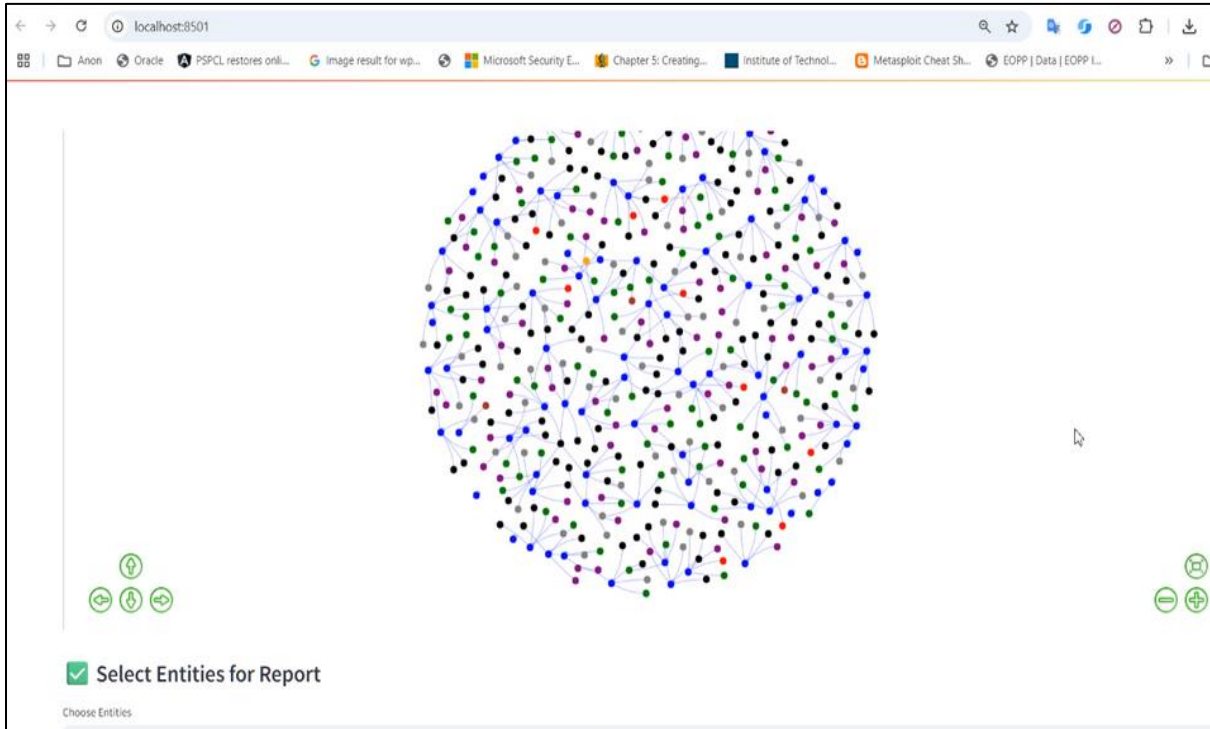 localhost:8501
Anon Oracle PSPCL restores onli... Image result for wp... Microsoft Security E... Chapter 5: Creating... Institute of Technol... Metasploit Cheat Sh... EOPP | Data | EOPP I... »
Select Entities for Report
Choose Entities